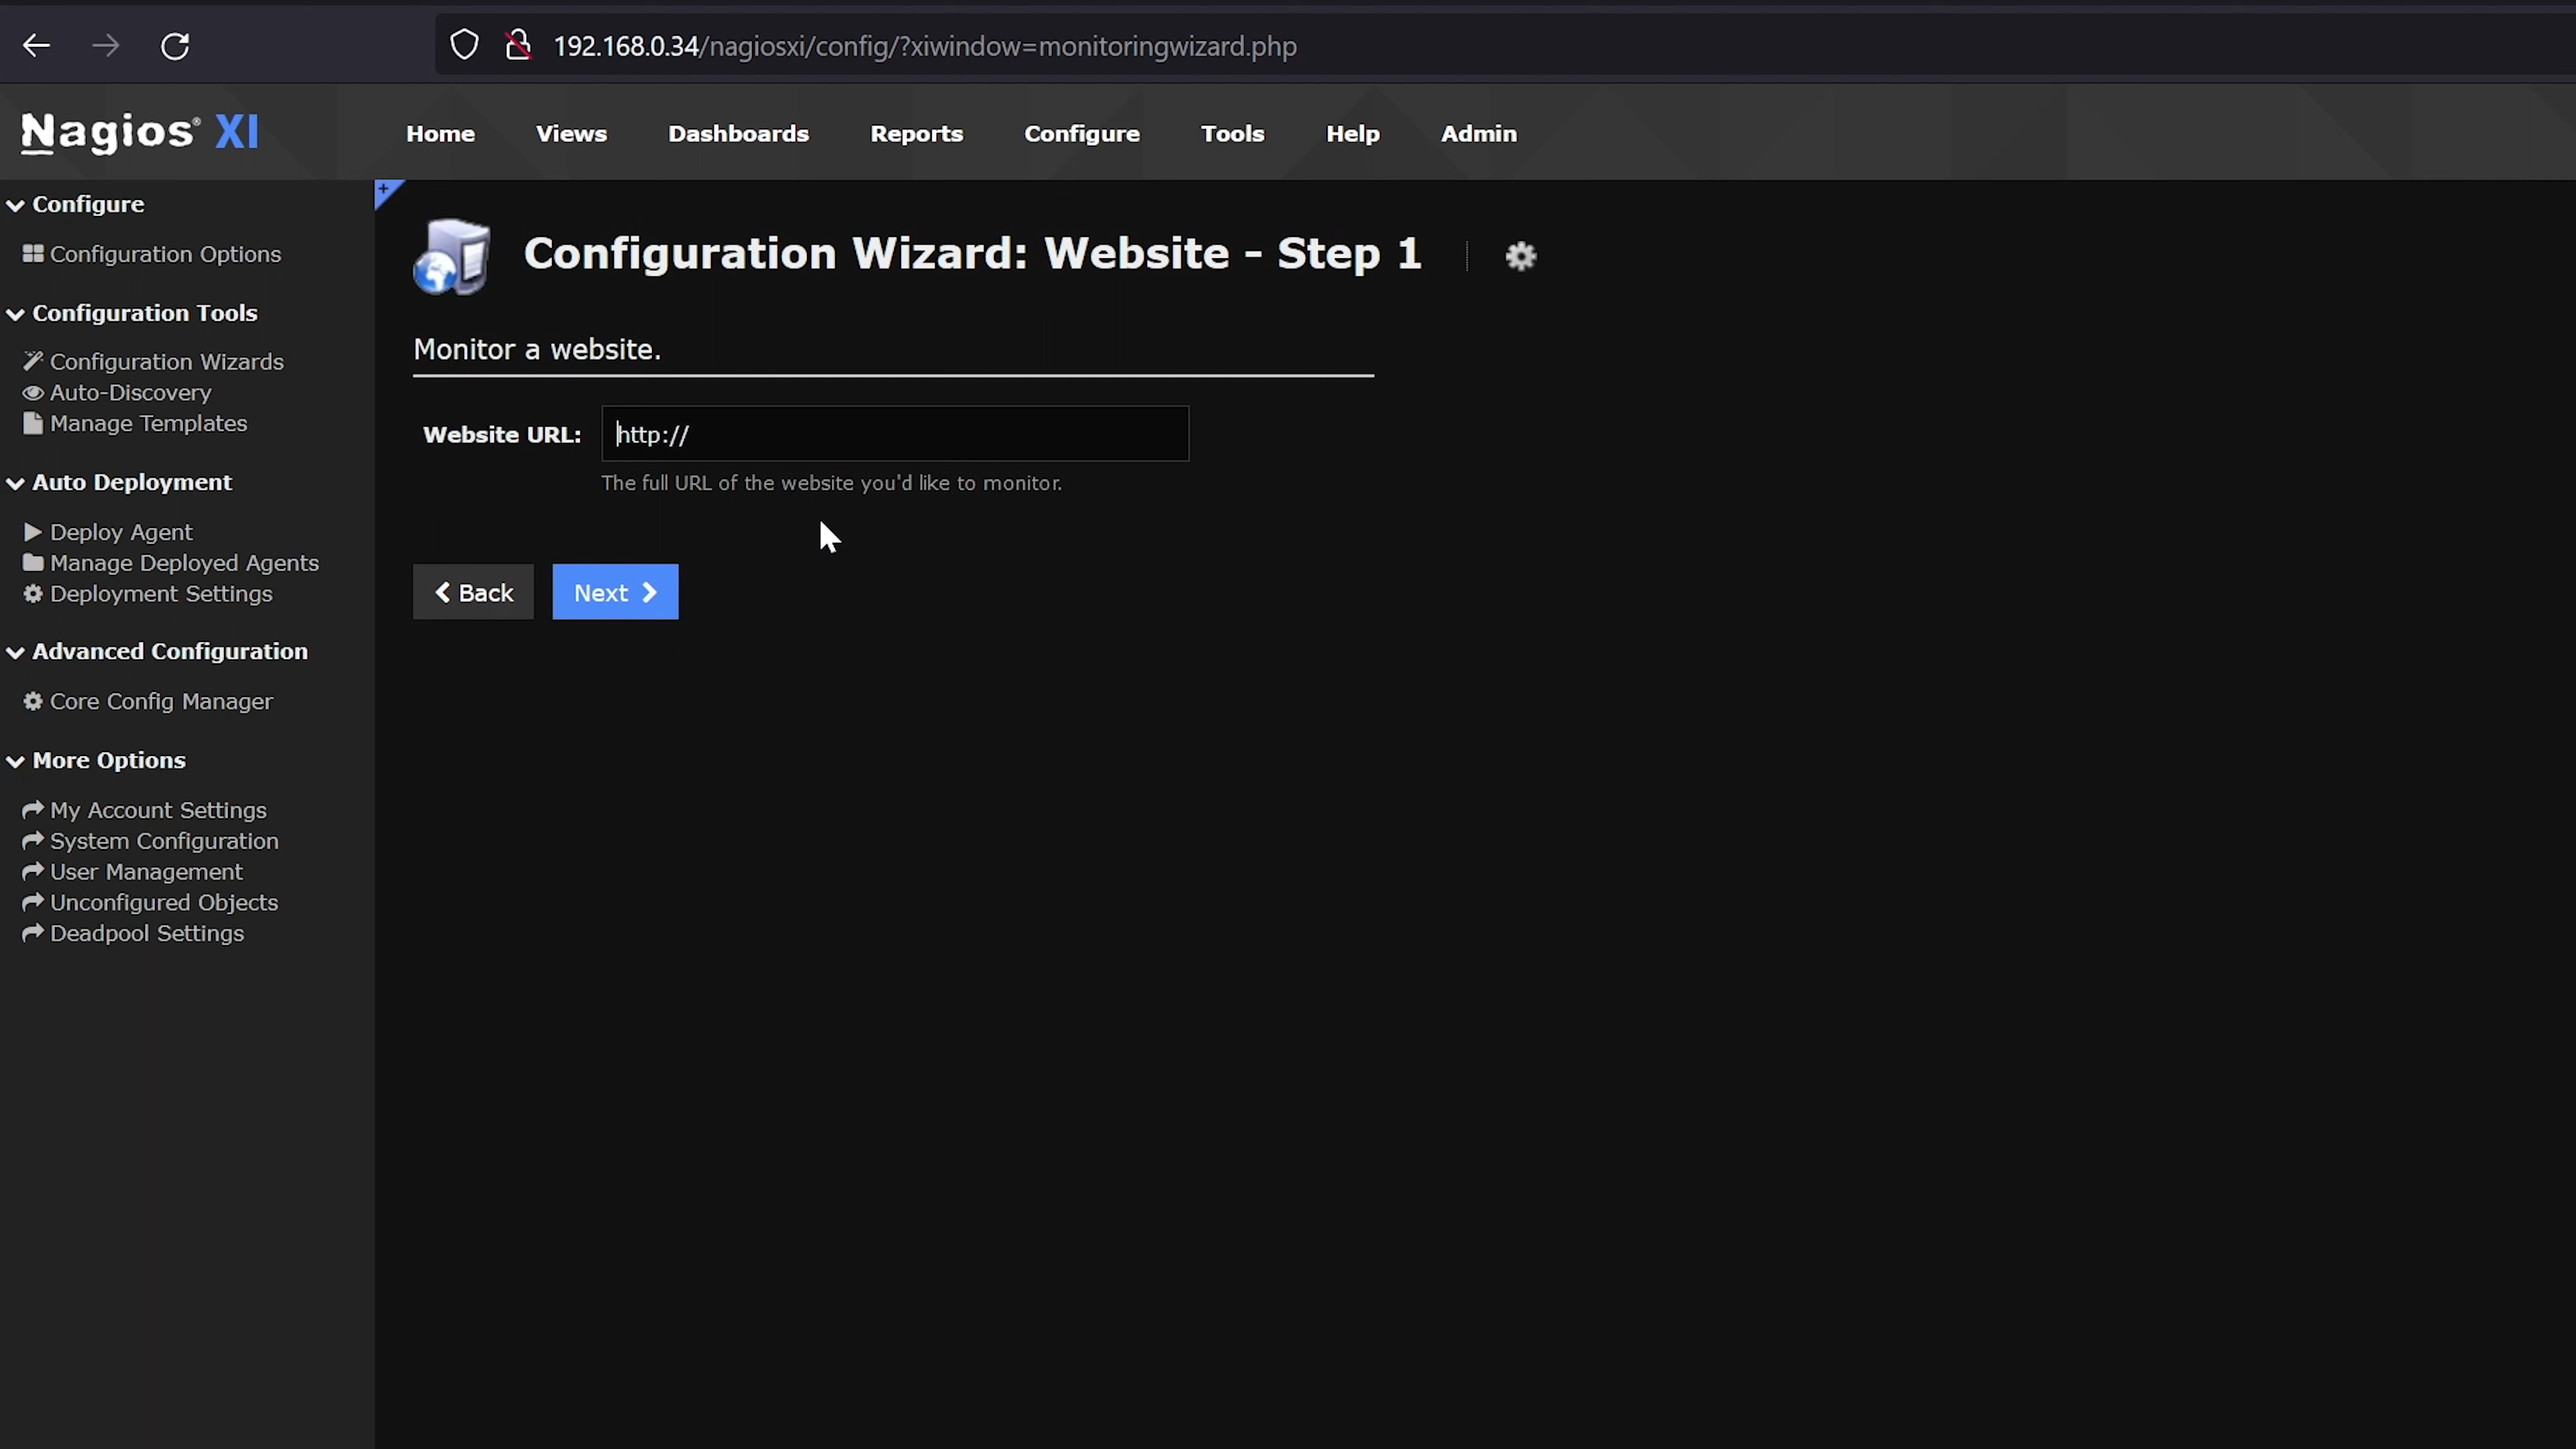 192.168.0.34/nagiosxi/config/?xiwindow=monitoringwizard.php
Nagios® XI
Home
Views
Dashboards
Reports
Configure
Tools
Help
Admin
Configure
Configuration Options
Configuration Tools
Configuration Wizards
Auto-Discovery
Manage Templates
Auto Deployment
Deploy Agent
Manage Deployed Agents
Deployment Settings
Advanced Configuration
Core Config Manager
More Options
My Account Settings
System Configuration
User Management
Unconfigured Objects
Deadpool Settings
Configuration Wizard: Website - Step 1
Monitor a website.
Website URL:
http://
The full URL of the website you'd like to monitor.
Back
Next